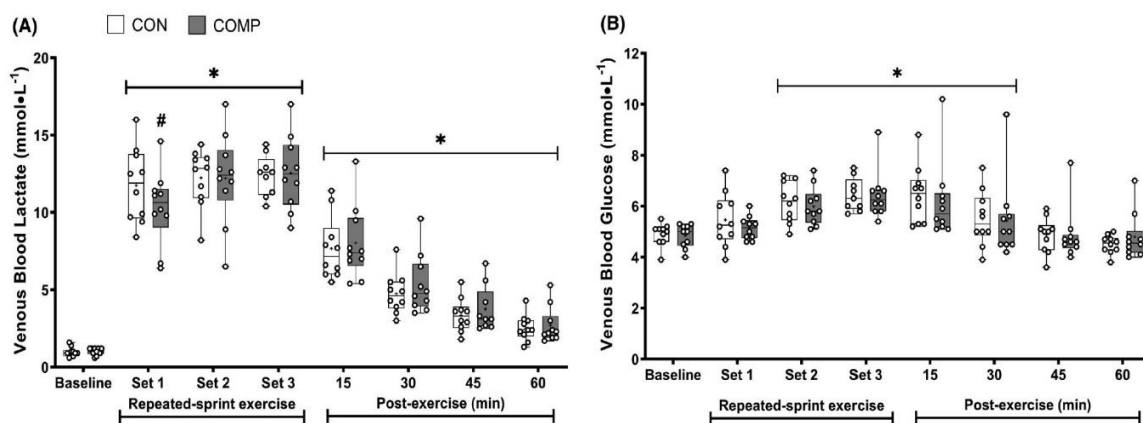 (A) CON COMP
Venous Blood Lactate (mmol•L⁻¹)
20
15
10
5
0
*
#
*
Baseline Set 1 Set 2 Set 3 15 30 45 60
Repeated-sprint exercise Post-exercise (min)
(B)
Venous Blood Glucose (mmol•L⁻¹)
12
10
8
6
4
2
0
*
Baseline Set 1 Set 2 Set 3 15 30 45 60
Repeated-sprint exercise Post-exercise (min)